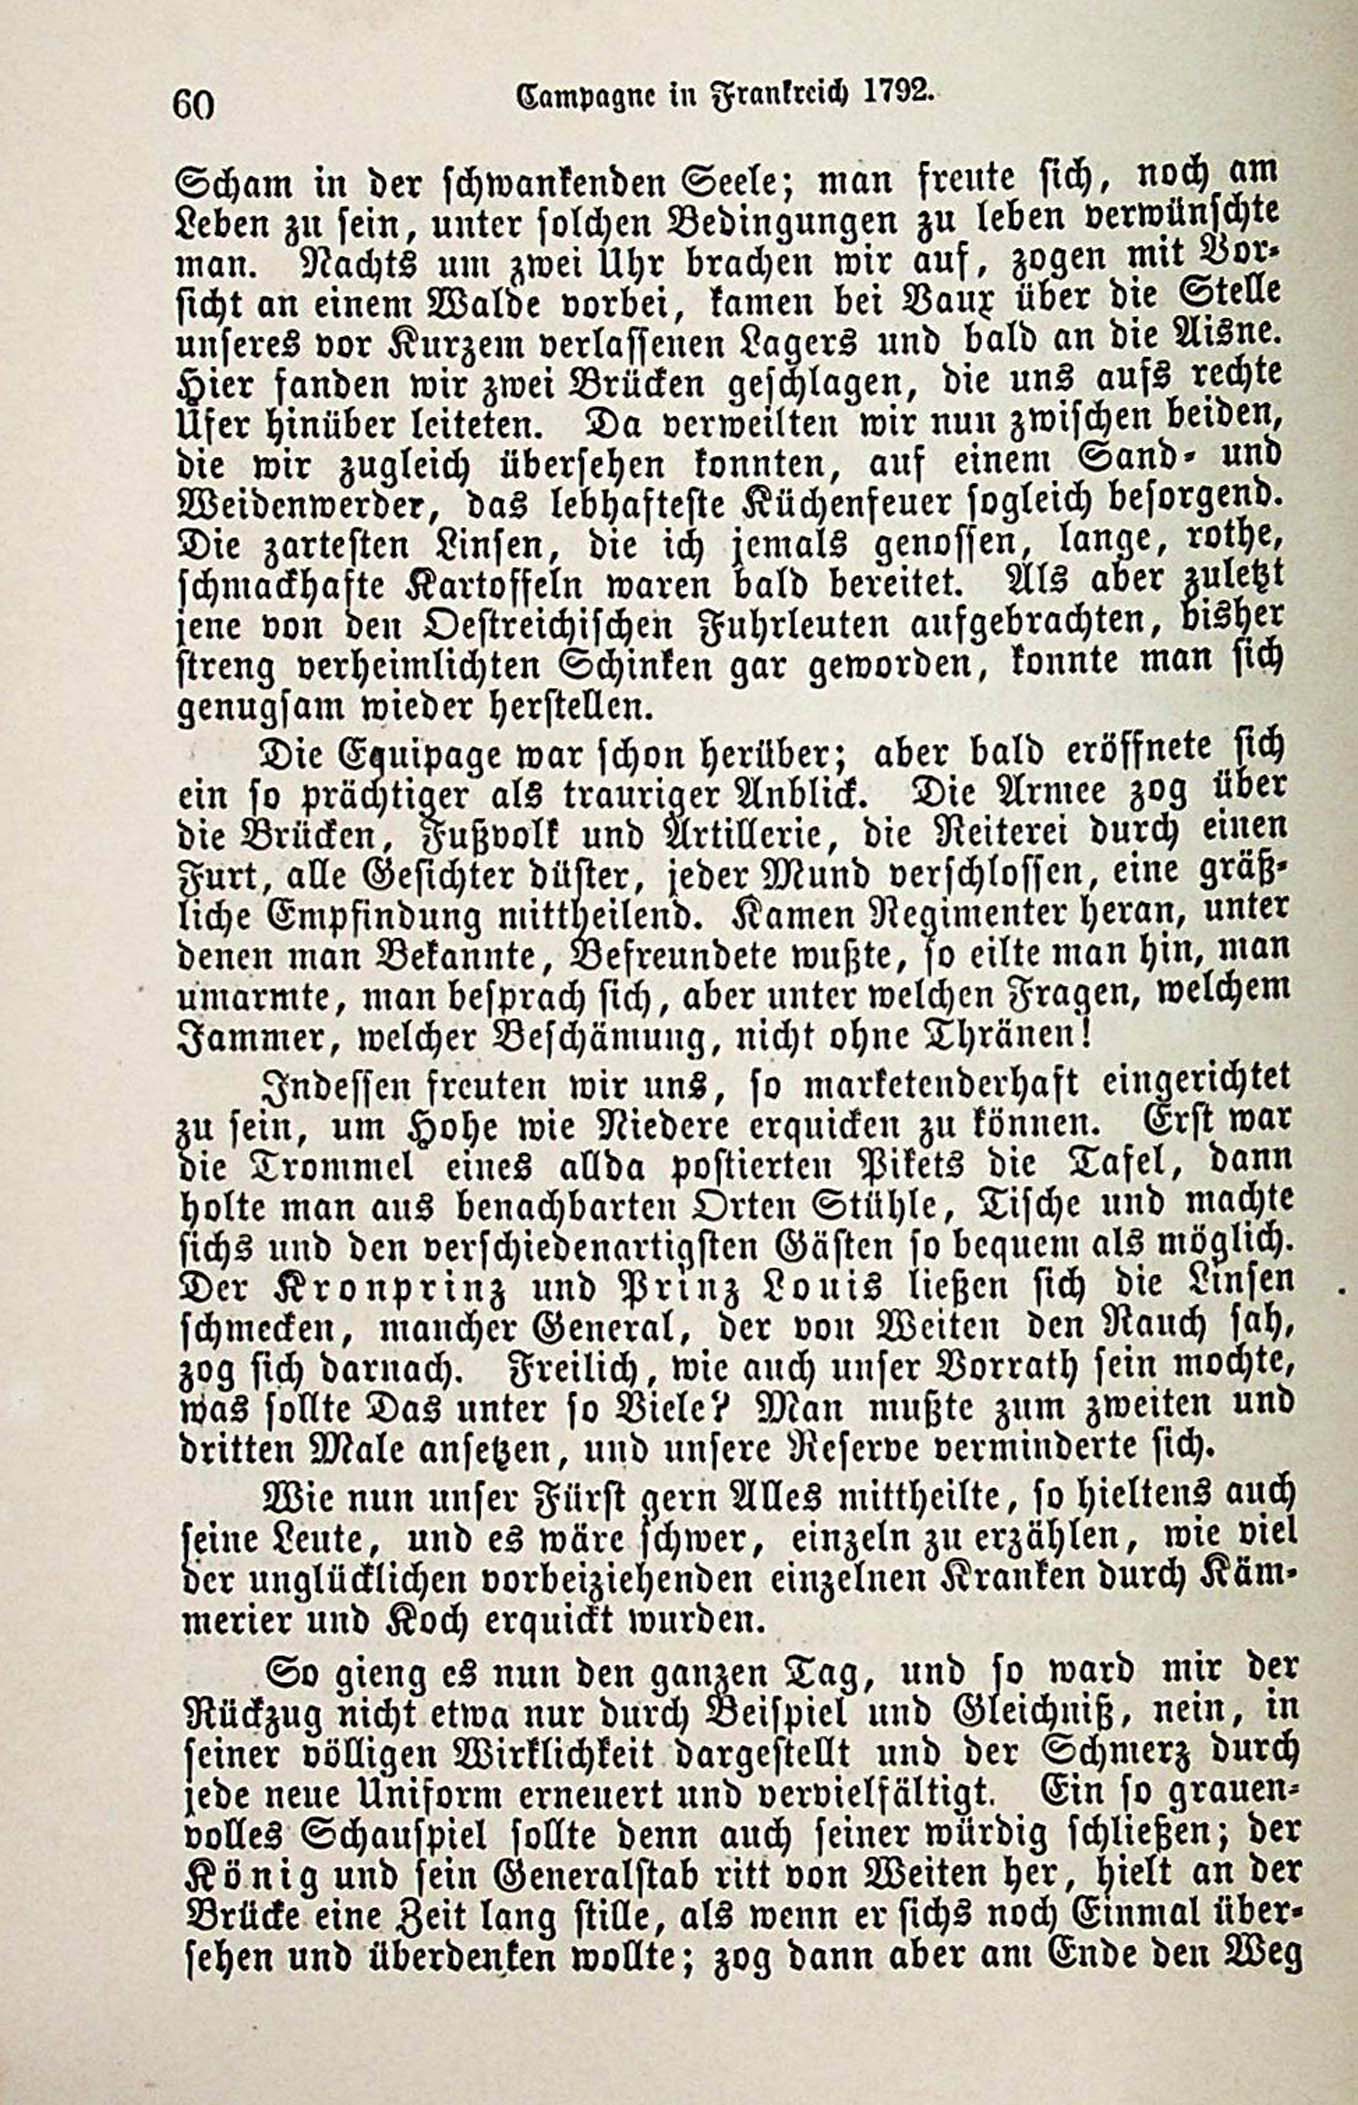 60
Campagne in Frankreich 1792.
Scham in der schwankenden Seele; man freute sich, noch am
Leben zu sein, unter solchen Bedingungen zu leben verwünschte
man. Nachts um zwei Uhr brachen wir auf, zogen mit Vor-
sicht an einem Walde vorbei, kamen bei Vaux über die Stelle
unseres vor Kurzem verlassenen Lagers und bald an die Aisne.
Hier fanden wir zwei Brücken geschlagen, die uns aufs rechte
Ufer hinüber leiteten. Da verweilten wir nun zwischen beiden,
die wir zugleich übersehen konnten, auf einem Sand- und
Weidenwerder, das lebhafteste Küchenfeuer sogleich besorgend.
Die zartesten Linsen, die ich jemals genossen, lange, rothe,
schmackhafte Kartoffeln waren bald bereitet. Als aber zuletzt
jene von den Oestreichischen Fuhrleuten aufgebrachten, bisher
streng verheimlichten Schinken gar geworden, konnte man sich
genugsam wieder herstellen.
Die Equipage war schon herüber; aber bald eröffnete sich
ein so prächtiger als trauriger Anblick. Die Armee zog über
die Brücken, Fußvolk und Artillerie, die Reiterei durch einen
Furt, alle Gesichter düster, jeder Mund verschlossen, eine gräß-
liche Empfindung mittheilend. Kamen Regimenter heran, unter
denen man Bekannte, Befreundete wußte, so eilte man hin, man
umarmte, man besprach sich, aber unter welchen Fragen, welchem
Jammer, welcher Beschämung, nicht ohne Thränen!
Indessen freuten wir uns, so marketenderhaft eingerichtet
zu sein, um Hohe wie Niedere erquicken zu können. Erst war
die Trommel eines allda postierten Pikets die Tafel, dann
holte man aus benachbarten Orten Stühle, Tische und machte
sichs und den verschiedenartigsten Gästen so bequem als möglich.
Der Kronprinz und Prinz Louis ließen sich die Linsen
schmecken, mancher General, der von Weiten den Rauch sah,
zog sich darnach. Freilich, wie auch unser Vorrath sein mochte,
was sollte Das unter so Viele? Man mußte zum zweiten und
dritten Male ansetzen, und unsere Reserve verminderte sich.
Wie nun unser Fürst gern Alles mittheilte, so hieltens auch
seine Leute, und es wäre schwer, einzeln zu erzählen, wie viel
der unglücklichen vorbeiziehenden einzelnen Kranken durch Käm-
merier und Koch erquickt wurden.
So gieng es nun den ganzen Tag, und so ward mir der
Rückzug nicht etwa nur durch Beispiel und Gleichniß, nein, in
seiner völligen Wirklichkeit dargestellt und der Schmerz durch
jede neue Uniform erneuert und vervielfältigt. Ein so grauen-
volles Schauspiel sollte denn auch seiner würdig schließen; der
König und sein Generalstab ritt von Weiten her, hielt an der
Brücke eine Zeit lang stille, als wenn er sichs noch Einmal über-
sehen und überdenken wollte; zog dann aber am Ende den Weg